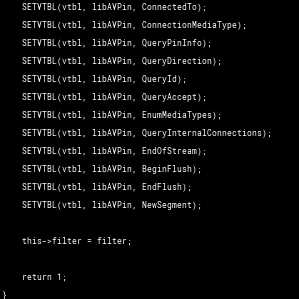 SETVTBL(vtbl, libAVPin, ConnectedTo);
SETVTBL(vtbl, libAVPin, ConnectionMediaType);
SETVTBL(vtbl, libAVPin, QueryPinInfo);
SETVTBL(vtbl, libAVPin, QueryDirection);
SETVTBL(vtbl, libAVPin, QueryId);
SETVTBL(vtbl, libAVPin, QueryAccept);
SETVTBL(vtbl, libAVPin, EnumMediaTypes);
SETVTBL(vtbl, libAVPin, QueryInternalConnections);
SETVTBL(vtbl, libAVPin, EndOfStream);
SETVTBL(vtbl, libAVPin, BeginFlush);
SETVTBL(vtbl, libAVPin, EndFlush);
SETVTBL(vtbl, libAVPin, NewSegment);
this->filter = filter;
return 1;
}